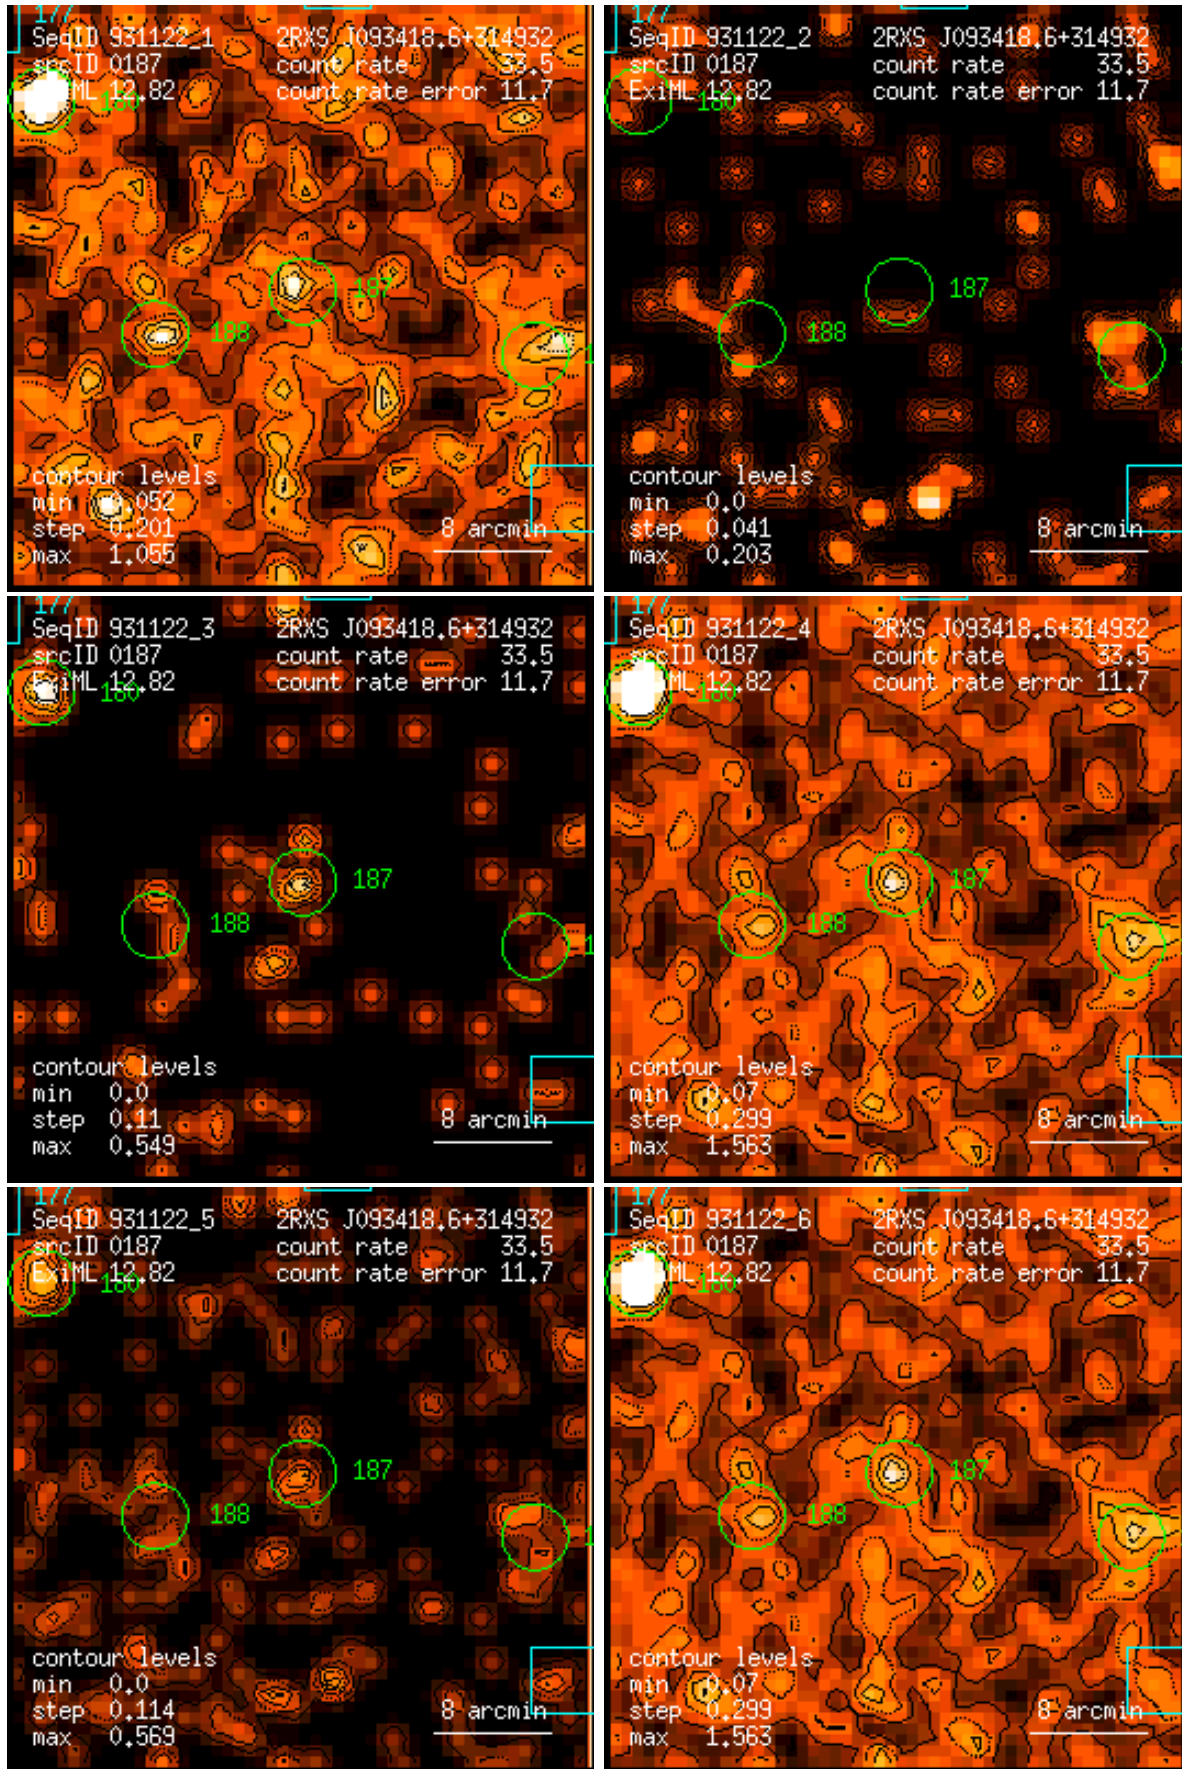 177
SeqID 931122_1 2RXS J093418.6+314932
srcID 0187 count rate 33.5
ExiML 12.82 count rate error 11.7
180
187
188
1
contour levels
min 0.052
step 0.201
max 1.055
8 arcmin
177
SeqID 931122_2 2RXS J093418.6+314932
srcID 0187 count rate 33.5
ExiML 12.82 count rate error 11.7
180
187
188
contour levels
min 0.0
step 0.041
max 0.203
8 arcmin
177
SeqID 931122_3 2RXS J093418.6+314932
srcID 0187 count rate 33.5
ExiML 12.82 count rate error 11.7
180
187
188
1
contour levels
min 0.0
step 0.11
max 0.549
8 arcmin
177
SeqID 931122_4 2RXS J093418.6+314932
srcID 0187 count rate 33.5
ExiML 12.82 count rate error 11.7
180
187
188
contour levels
min 0.07
step 0.299
max 1.563
8 arcmin
177
SeqID 931122_5 2RXS J093418.6+314932
srcID 0187 count rate 33.5
ExiML 12.82 count rate error 11.7
180
187
188
1
contour levels
min 0.0
step 0.114
max 0.569
8 arcmin
177
SeqID 931122_6 2RXS J093418.6+314932
srcID 0187 count rate 33.5
ExiML 12.82 count rate error 11.7
180
187
188
contour levels
min 0.07
step 0.299
max 1.563
8 arcmin